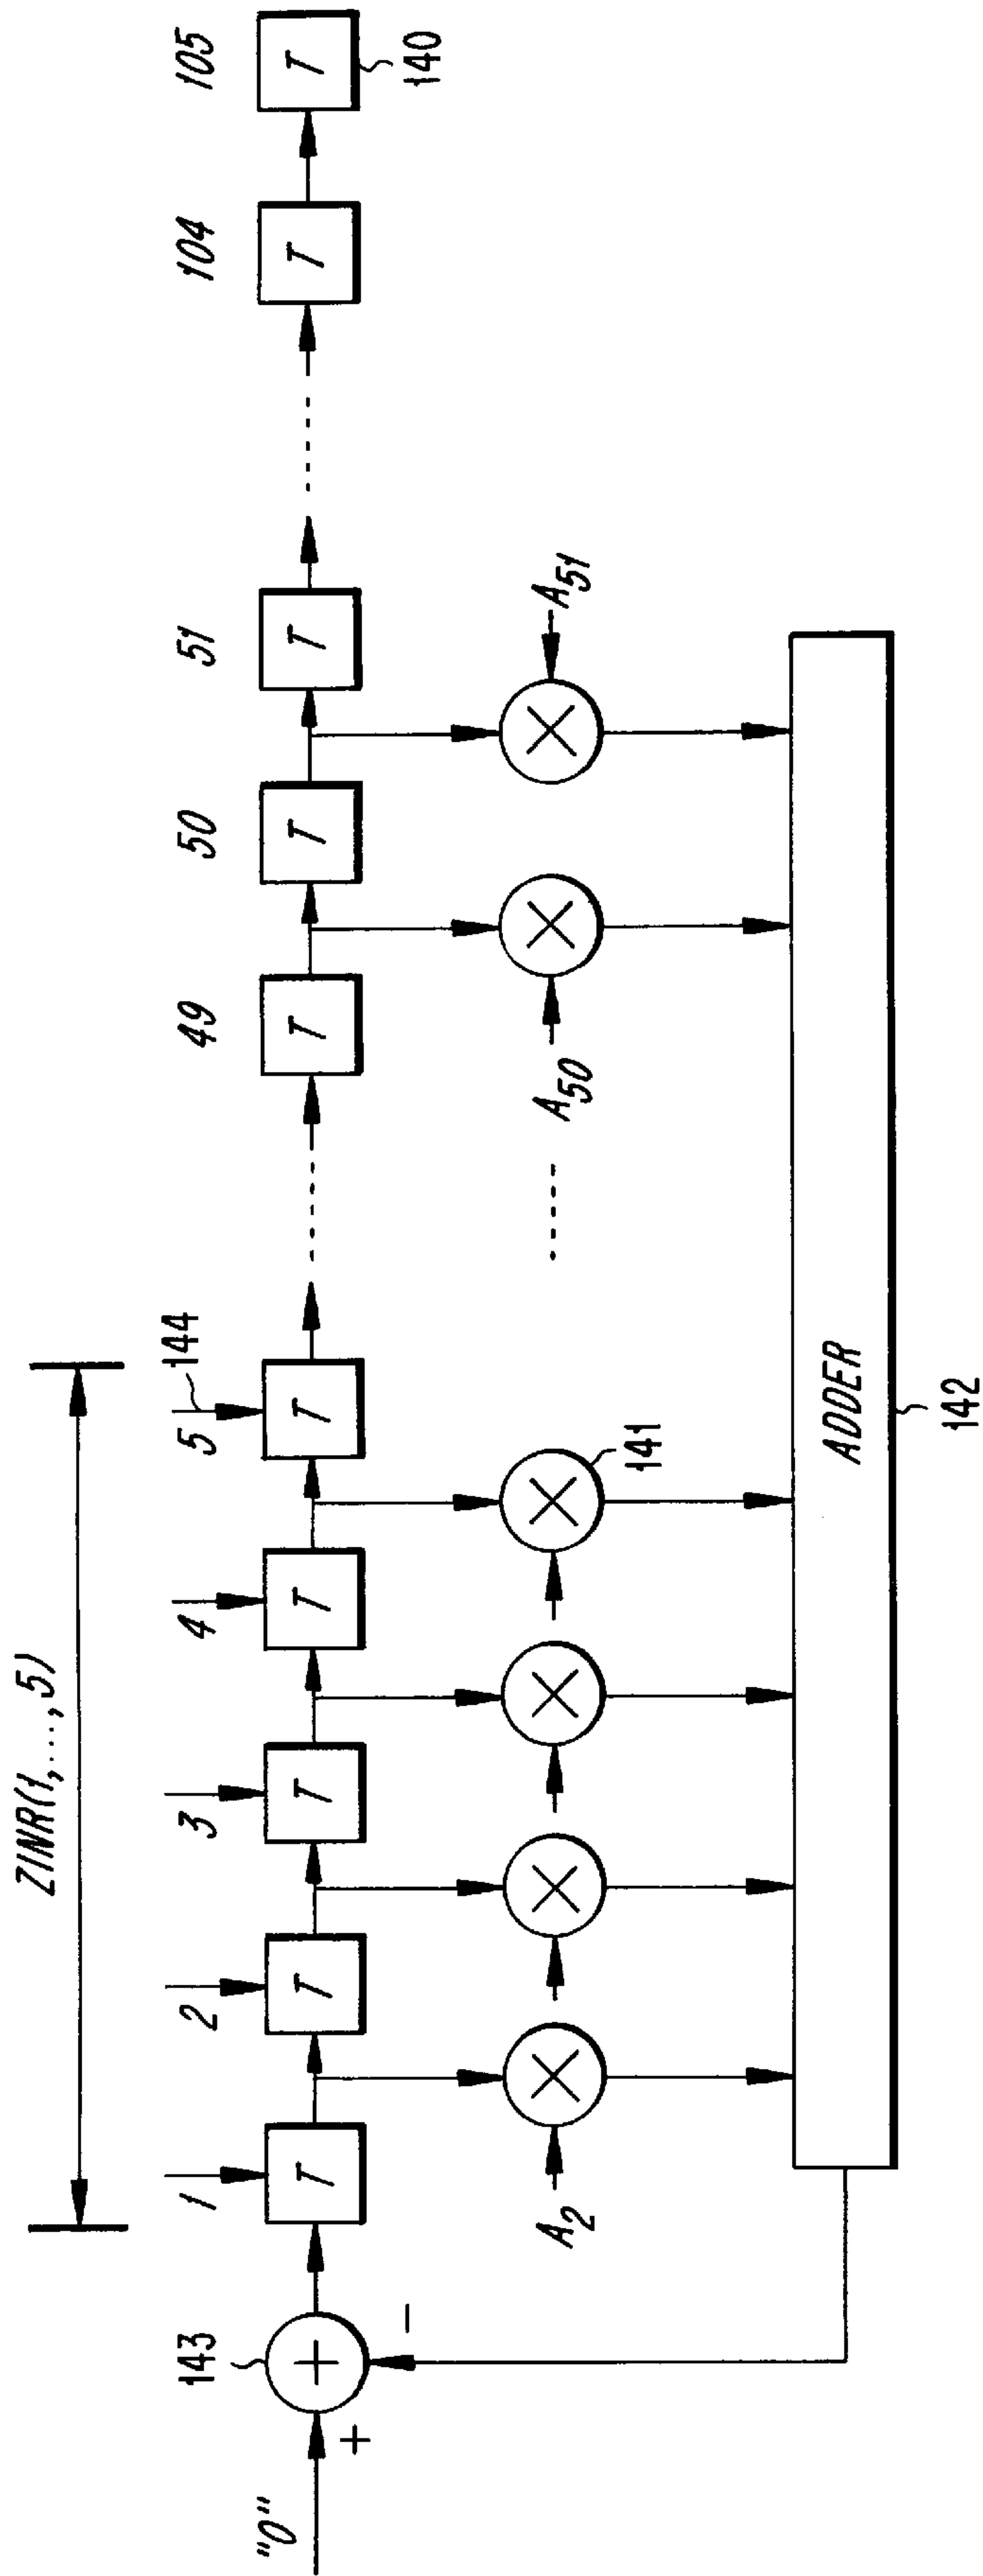 ZINR(1,...,5)
1 2 3 4 5 144 49 50 51 104 105
"0" + 143 T T T T T T T T T T 140
+ -
A2 141 A50 A51
ADDER
142